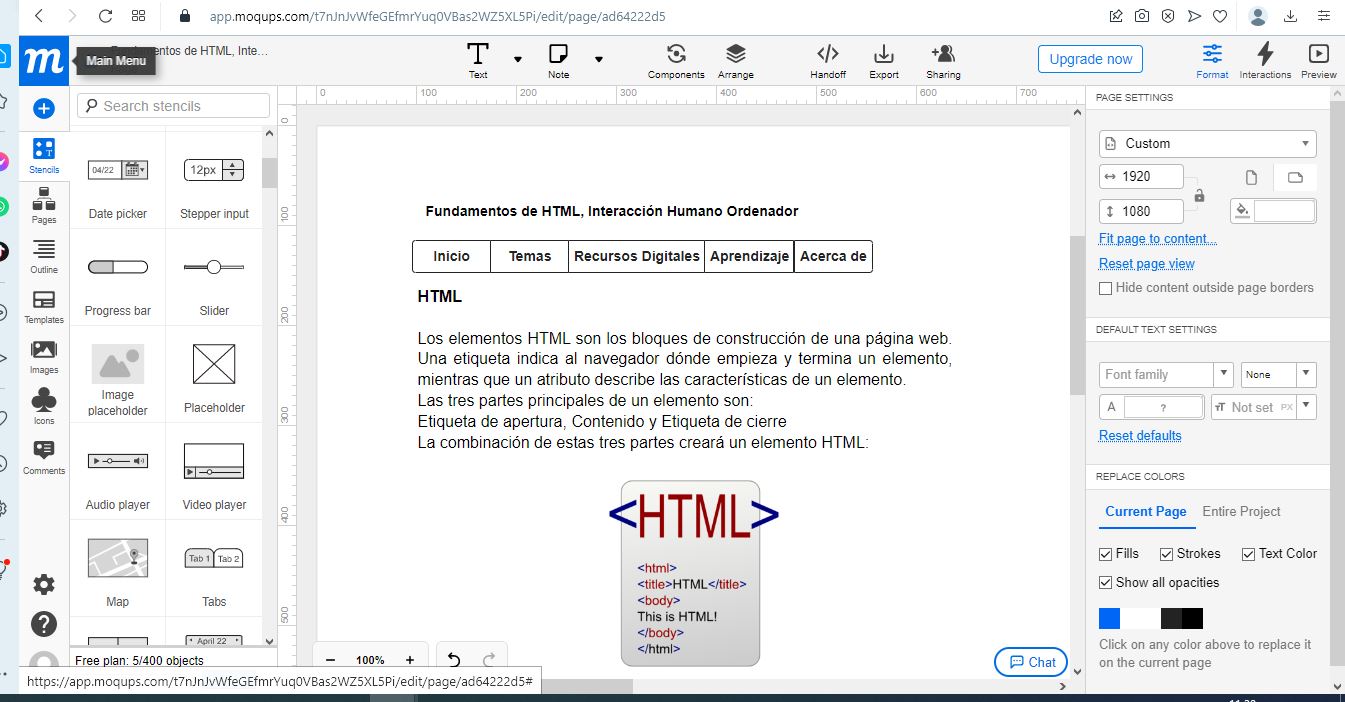 app.moqups.com/t7nJnJvWfeGEfmrYuq0VBas2WZ5XL5Pi/edit/page/ad64222d5
m
Main Menu
de HTML, Inte...
Text
Note
Components
Arrange
Handoff
Export
Sharing
Upgrade now
Format
Interactions
Preview
Search stencils
Stencils
Pages
Outline
Templates
Images
Icons
Comments
04/22
12px
Date picker
Stepper input
Progress bar
Slider
Image
placeholder
Placeholder
Audio player
Video player
Tab 1 Tab 2
Map
Tabs
April 22
Free plan: 5/400 objects
0 100 200 300 400 500 600 700
0
100
200
300
400
500
Fundamentos de HTML, Interacción Humano Ordenador
Inicio Temas Recursos Digitales Aprendizaje Acerca de
HTML
Los elementos HTML son los bloques de construcción de una página web.
Una etiqueta indica al navegador dónde empieza y termina un elemento,
mientras que un atributo describe las características de un elemento.
Las tres partes principales de un elemento son:
Etiqueta de apertura, Contenido y Etiqueta de cierre
La combinación de estas tres partes creará un elemento HTML:
<HTML>
<html>
<title>HTML</title>
<body>
This is HTML!
</body>
</html>
− 100% +
Chat
https://app.moqups.com/t7nJnJvWfeGEfmrYuq0VBas2WZ5XL5Pi/edit/page/ad64222d5#
PAGE SETTINGS
Custom
1920
1080
Fit page to content...
Reset page view
Hide content outside page borders
DEFAULT TEXT SETTINGS
Font family
None
A ?
TT Not set PX
Reset defaults
REPLACE COLORS
Current Page Entire Project
Fills Strokes Text Color
Show all opacities
Click on any color above to replace it
on the current page